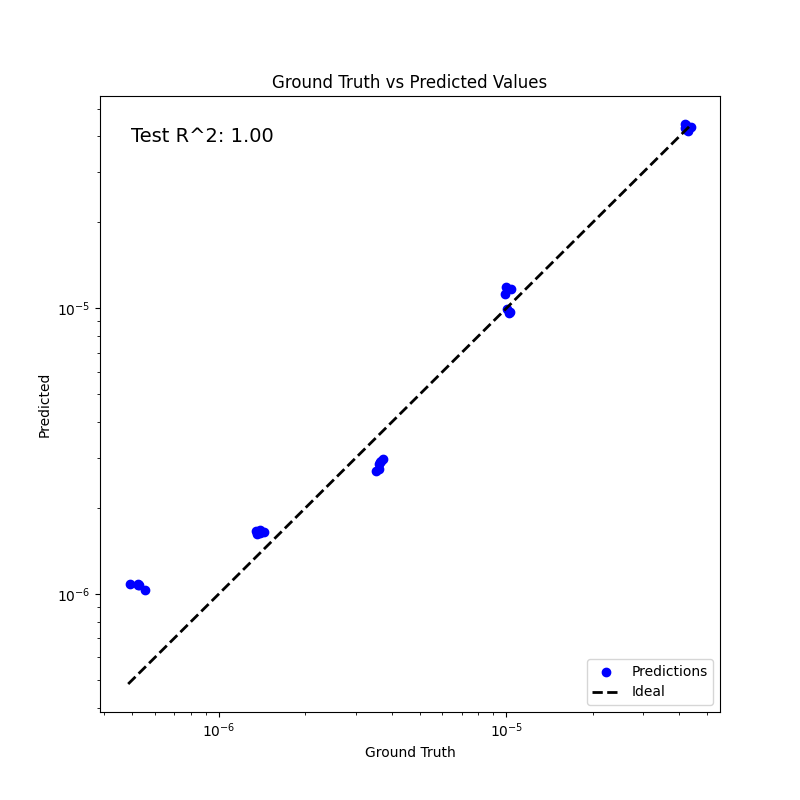 Ground Truth vs Predicted Values
Test R^2: 1.00
10⁻⁵
10⁻⁶
Predicted
10⁻⁶
10⁻⁵
Ground Truth
Predictions
Ideal